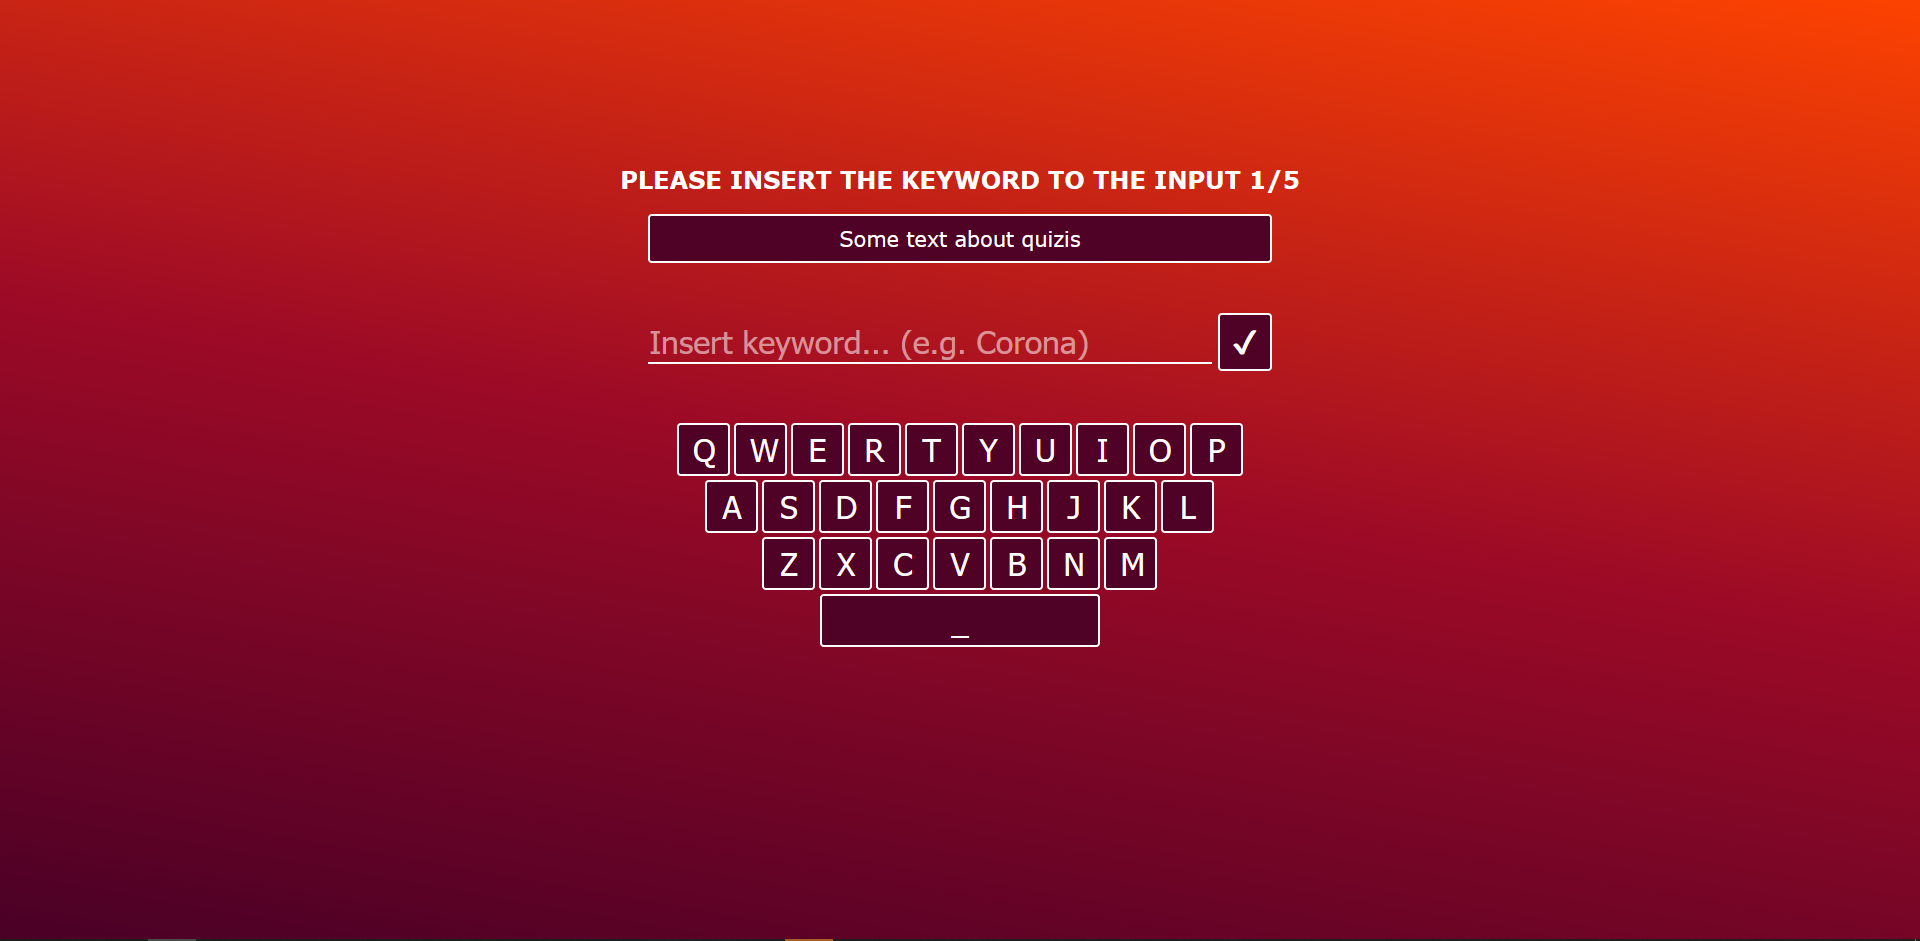 PLEASE INSERT THE KEYWORD TO THE INPUT 1/5
Some text about quizis
Insert keyword... (e.g. Corona) ✓
Q W E R T Y U I O P
A S D F G H J K L
Z X C V B N M
_